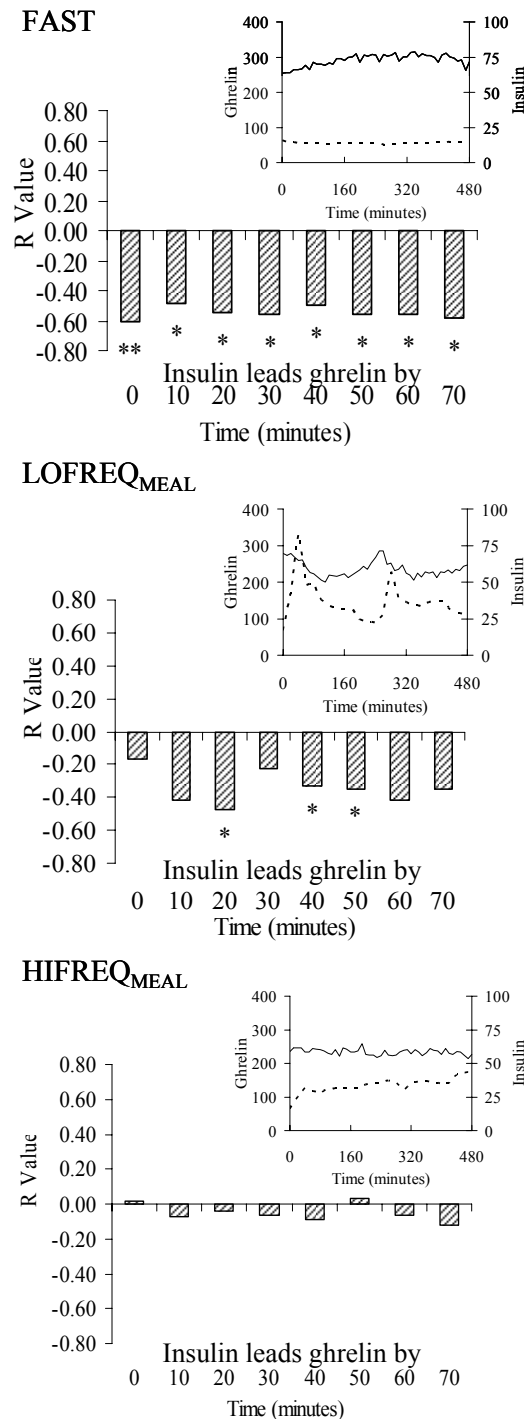 FAST
400 100
300 75
200 50
100 25
0 0
Ghrelin
Insulin
0 160 320 480
Time (minutes)
0.80
0.60
0.40
0.20
0.00
-0.20
-0.40
-0.60
-0.80
R Value
** * * * * * * *
Insulin leads ghrelin by
0 10 20 30 40 50 60 70
Time (minutes)
LOFREQMEAL
400 100
300 75
200 50
100 25
0 0
Ghrelin
Insulin
0 160 320 480
Time (minutes)
0.80
0.60
0.40
0.20
0.00
-0.20
-0.40
-0.60
-0.80
R Value
* * *
Insulin leads ghrelin by
0 10 20 30 40 50 60 70
Time (minutes)
HIFREQMEAL
400 100
300 75
200 50
100 25
0 0
Ghrelin
Insulin
0 160 320 480
Time (minutes)
0.80
0.60
0.40
0.20
0.00
-0.20
-0.40
-0.60
-0.80
R Value
Insulin leads ghrelin by
0 10 20 30 40 50 60 70
Time (minutes)